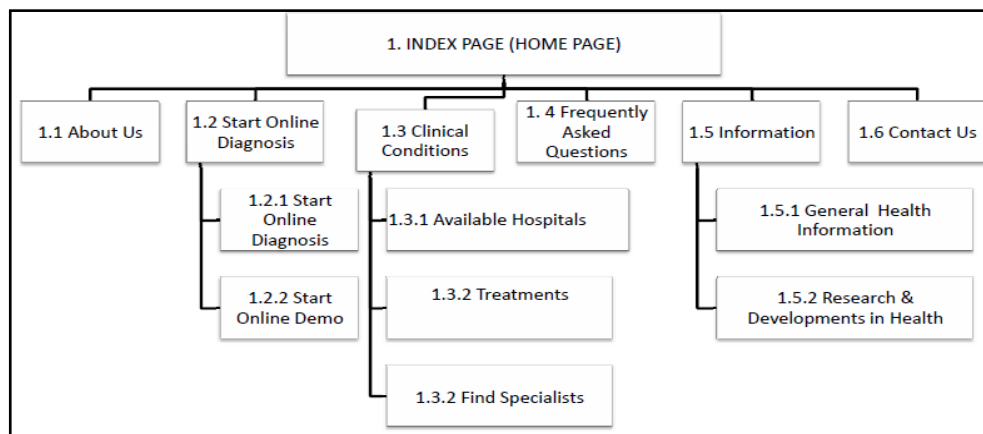 1. INDEX PAGE (HOME PAGE)
1.1 About Us
1.2 Start Online
Diagnosis
1.3 Clinical
Conditions
1. 4 Frequently
Asked
Questions
1.5 Information
1.6 Contact Us
1.2.1 Start
Online
Diagnosis
1.2.2 Start
Online Demo
1.3.1 Available Hospitals
1.3.2 Treatments
1.3.2 Find Specialists
1.5.1 General Health
Information
1.5.2 Research &
Developments in Health